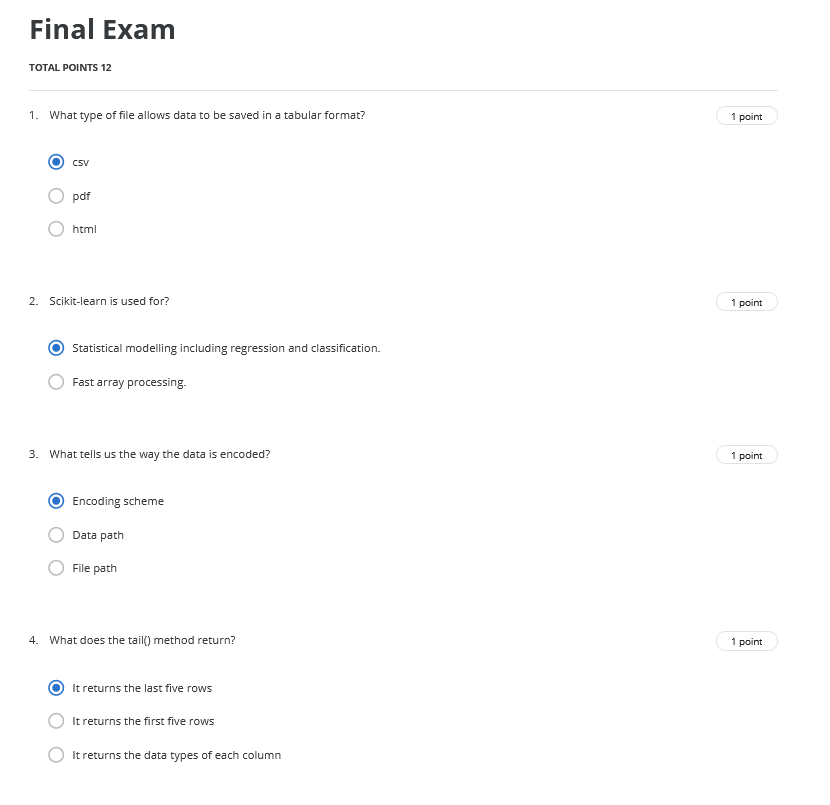 Final Exam
TOTAL POINTS 12
1. What type of file allows data to be saved in a tabular format? 1 point
csv
pdf
html
2. Scikit-learn is used for? 1 point
Statistical modelling including regression and classification.
Fast array processing.
3. What tells us the way the data is encoded? 1 point
Encoding scheme
Data path
File path
4. What does the tail() method return? 1 point
It returns the last five rows
It returns the first five rows
It returns the data types of each column